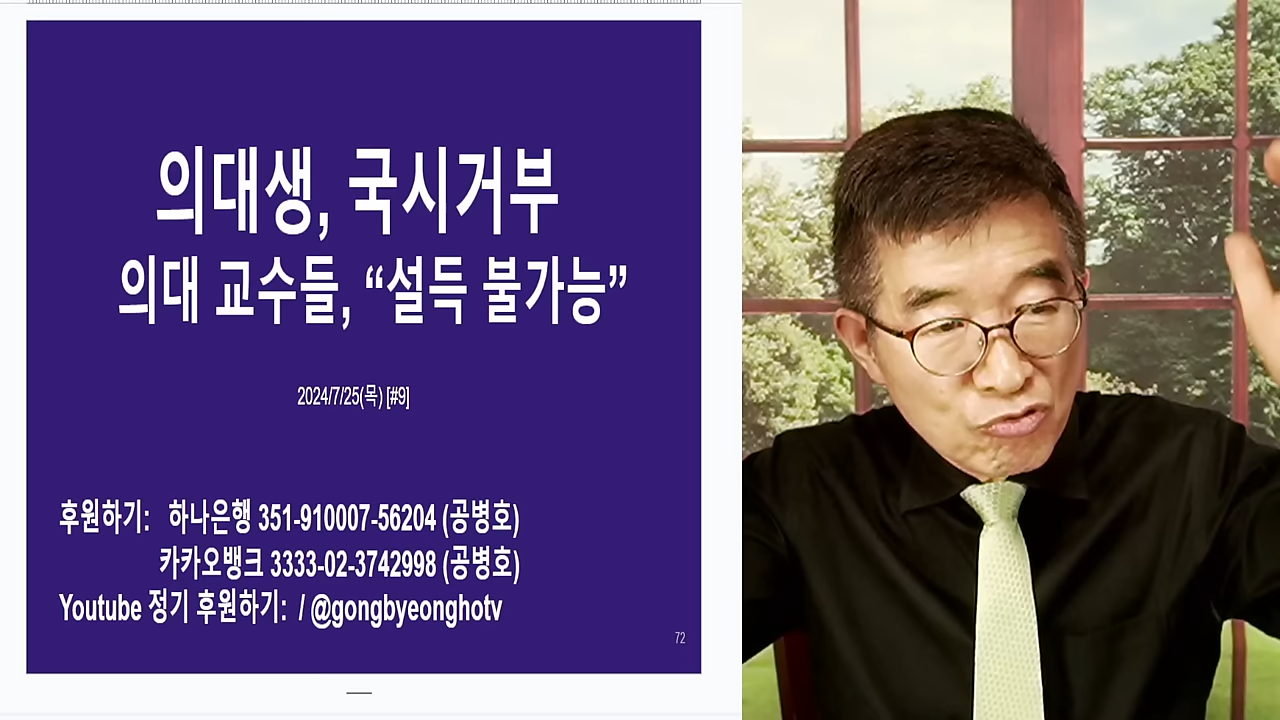 의대생, 국시거부
의대 교수들, “설득 불가능”
2024/7/25(목) [#9]
후원하기: 하나은행 351-910007-56204 (공병호)
카카오뱅크 3333-02-3742998 (공병호)
Youtube 정기 후원하기: / @gongbyeonghotv
72